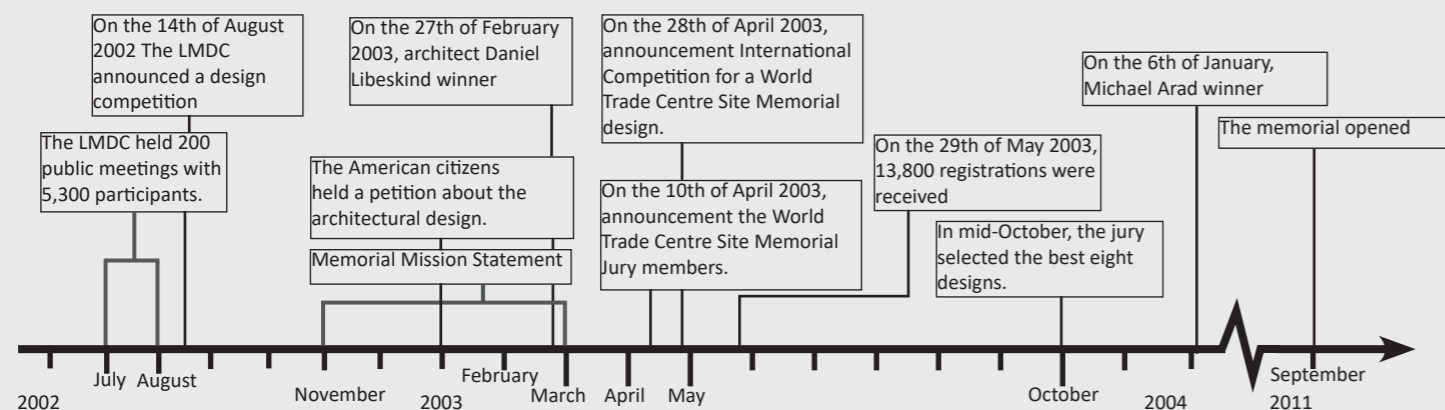 On the 14th of August
2002 The LMDC
announced a design
competition
The LMDC held 200
public meetings with
5,300 participants.
On the 27th of February
2003, architect Daniel
Libeskind winner
The American citizens
held a petition about the
architectural design.
Memorial Mission Statement
On the 28th of April 2003,
announcement International
Competition for a World
Trade Centre Site Memorial
design.
On the 10th of April 2003,
announcement the World
Trade Centre Site Memorial
Jury members.
On the 29th of May 2003,
13,800 registrations were
received
In mid-October, the jury
selected the best eight
designs.
On the 6th of January,
Michael Arad winner
The memorial opened
July
August
November
February
March
April
May
October
September
2002
2003
2004
2011